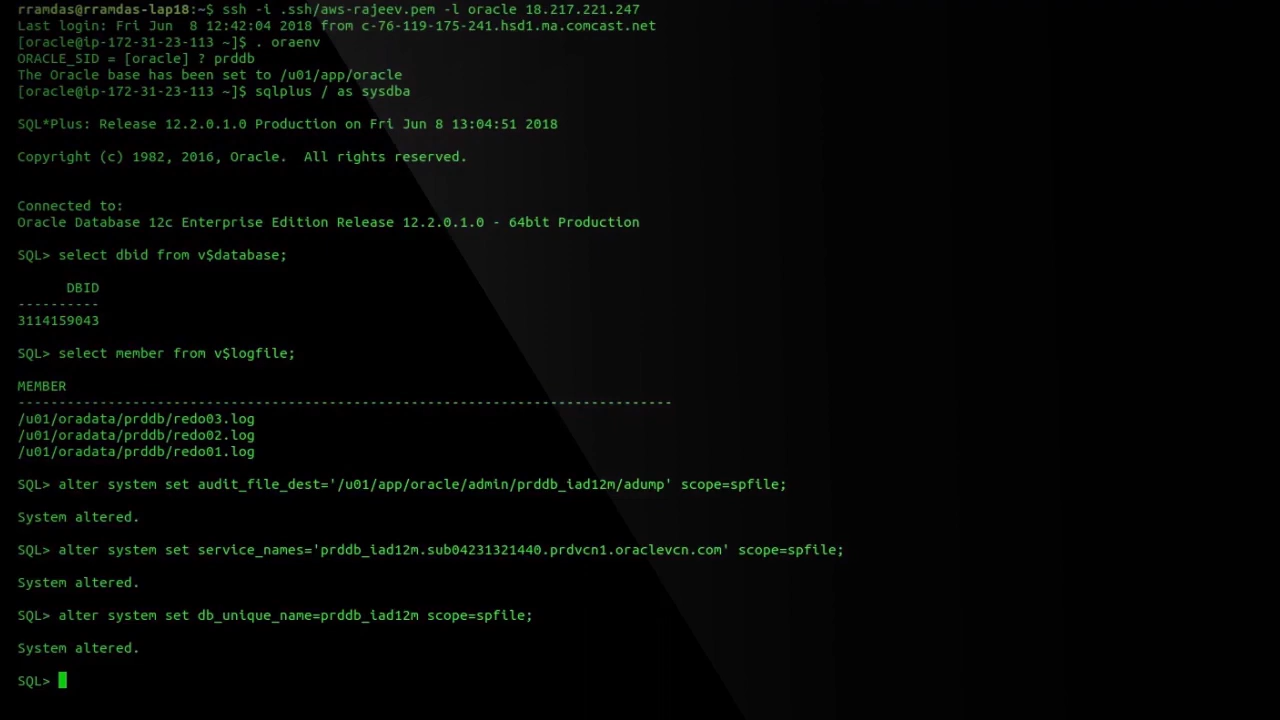 rramdas@rramdas-lap18:~$ ssh -i .ssh/aws-rajeev.pem -l oracle 18.217.221.247
Last login: Fri Jun  8 12:42:04 2018 from c-76-119-175-241.hsd1.ma.comcast.net
[oracle@ip-172-31-23-113 ~]$ . oraenv
ORACLE_SID = [oracle] ? prddb
The Oracle base has been set to /u01/app/oracle
[oracle@ip-172-31-23-113 ~]$ sqlplus / as sysdba
SQL*Plus: Release 12.2.0.1.0 Production on Fri Jun 8 13:04:51 2018
Copyright (c) 1982, 2016, Oracle.  All rights reserved.
Connected to:
Oracle Database 12c Enterprise Edition Release 12.2.0.1.0 - 64bit Production
SQL> select dbid from v$database;
      DBID
----------
3114159043
SQL> select member from v$logfile;
MEMBER
--------------------------------------------------------------------------------
/u01/oradata/prddb/redo03.log
/u01/oradata/prddb/redo02.log
/u01/oradata/prddb/redo01.log
SQL> alter system set audit_file_dest='/u01/app/oracle/admin/prddb_iad12m/adump' scope=spfile;
System altered.
SQL> alter system set service_names='prddb_iad12m.sub04231321440.prdvcn1.oraclevcn.com' scope=spfile;
System altered.
SQL> alter system set db_unique_name=prddb_iad12m scope=spfile;
System altered.
SQL>